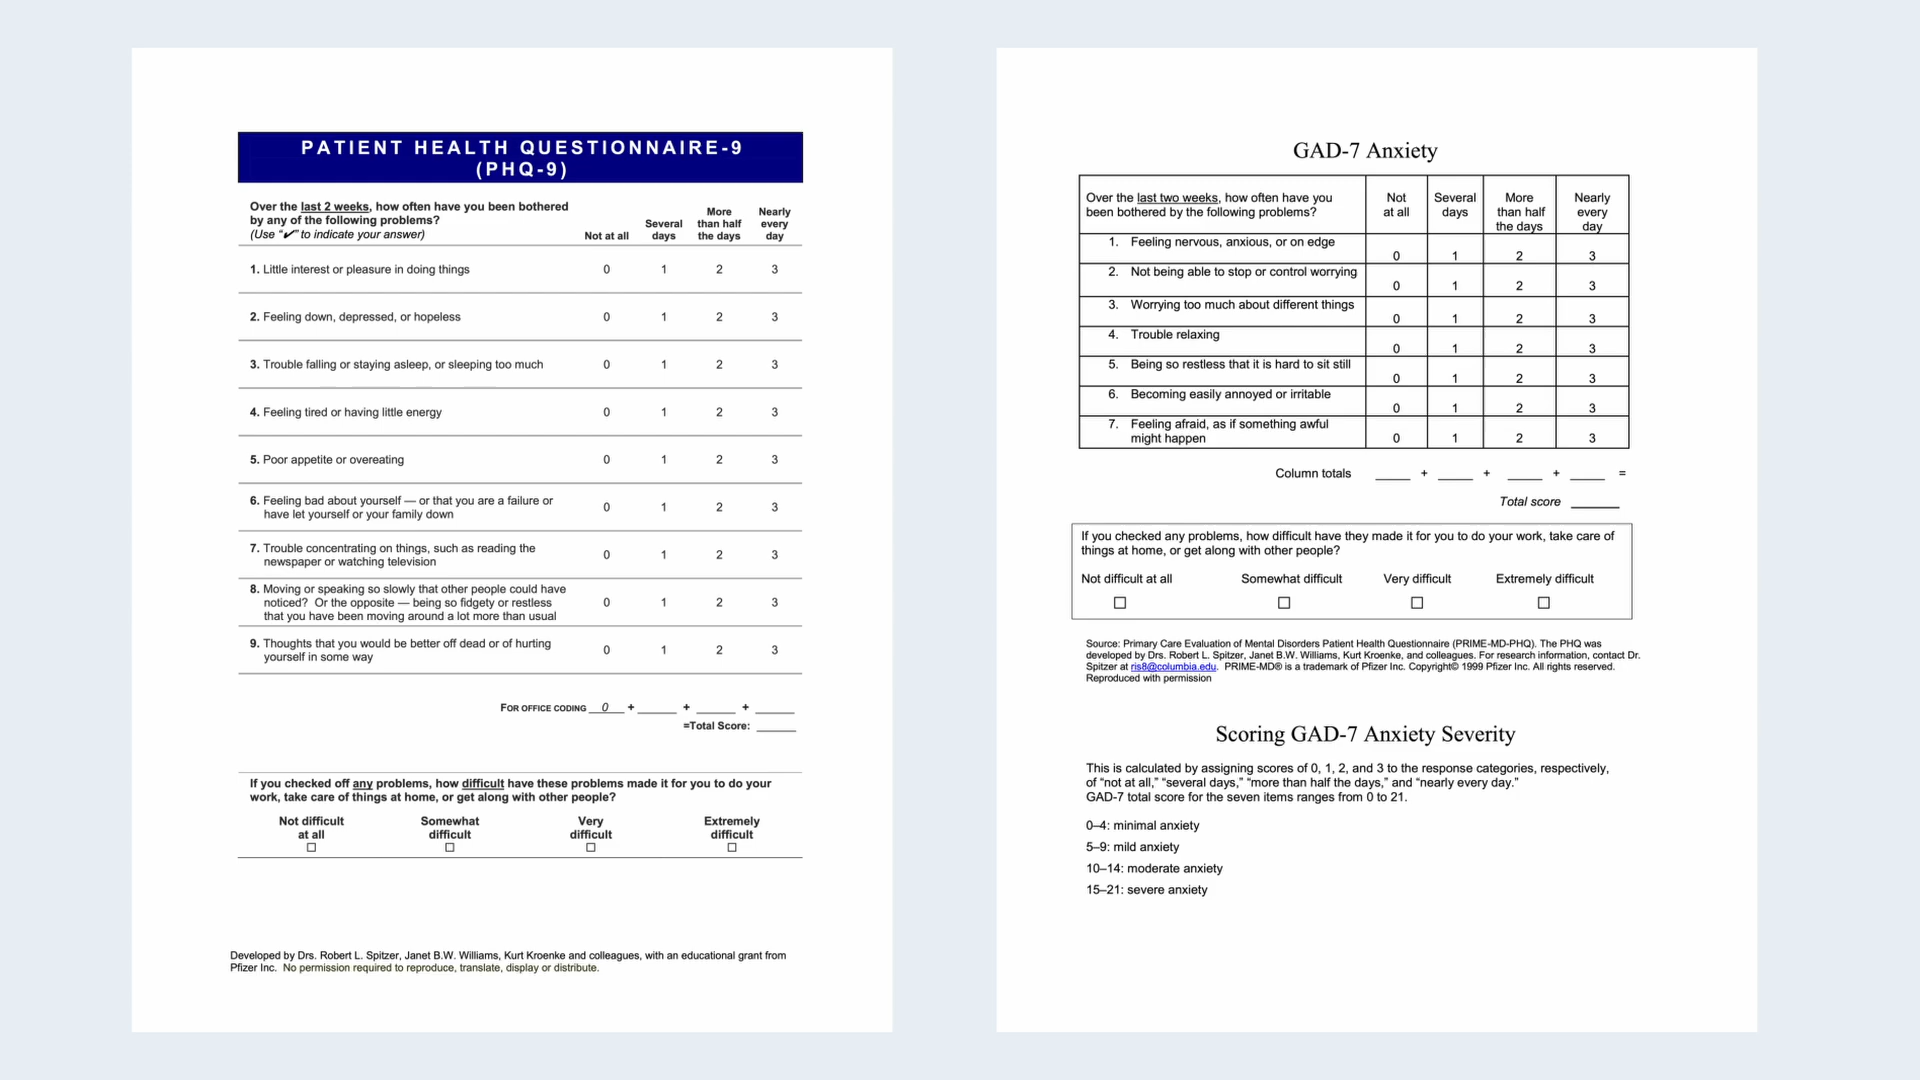 PATIENT HEALTH QUESTIONNAIRE-9
(PHQ-9)
Over the last 2 weeks, how often have you been bothered
by any of the following problems?
(Use “✔” to indicate your answer)
Not at all
Several
days
More
than half
the days
Nearly
every
day
1. Little interest or pleasure in doing things 0 1 2 3
2. Feeling down, depressed, or hopeless 0 1 2 3
3. Trouble falling or staying asleep, or sleeping too much 0 1 2 3
4. Feeling tired or having little energy 0 1 2 3
5. Poor appetite or overeating 0 1 2 3
6. Feeling bad about yourself — or that you are a failure or
have let yourself or your family down 0 1 2 3
7. Trouble concentrating on things, such as reading the
newspaper or watching television 0 1 2 3
8. Moving or speaking so slowly that other people could have
noticed? Or the opposite — being so fidgety or restless 0 1 2 3
that you have been moving around a lot more than usual
9. Thoughts that you would be better off dead or of hurting
yourself in some way 0 1 2 3
FOR OFFICE CODING 0 + ______ + ______ + ______
=Total Score: ______
If you checked off any problems, how difficult have these problems made it for you to do your
work, take care of things at home, or get along with other people?
Not difficult
at all
☐
Somewhat
difficult
☐
Very
difficult
☐
Extremely
difficult
☐
Developed by Drs. Robert L. Spitzer, Janet B.W. Williams, Kurt Kroenke and colleagues, with an educational grant from
Pfizer Inc. No permission required to reproduce, translate, display or distribute.
GAD-7 Anxiety
Over the last two weeks, how often have you
been bothered by the following problems?
Not
at all
Several
days
More
than half
the days
Nearly
every
day
1. Feeling nervous, anxious, or on edge 0 1 2 3
2. Not being able to stop or control worrying 0 1 2 3
3. Worrying too much about different things 0 1 2 3
4. Trouble relaxing 0 1 2 3
5. Being so restless that it is hard to sit still 0 1 2 3
6. Becoming easily annoyed or irritable 0 1 2 3
7. Feeling afraid, as if something awful
might happen 0 1 2 3
Column totals _____ + _____ + _____ + _____ =
Total score ______
If you checked any problems, how difficult have they made it for you to do your work, take care of
things at home, or get along with other people?
Not difficult at all Somewhat difficult Very difficult Extremely difficult
☐ ☐ ☐ ☐
Source: Primary Care Evaluation of Mental Disorders Patient Health Questionnaire (PRIME-MD-PHQ). The PHQ was
developed by Drs. Robert L. Spitzer, Janet B.W. Williams, Kurt Kroenke, and colleagues. For research information, contact Dr.
Spitzer at ris8@columbia.edu. PRIME-MD® is a trademark of Pfizer Inc. Copyright© 1999 Pfizer Inc. All rights reserved.
Reproduced with permission
Scoring GAD-7 Anxiety Severity
This is calculated by assigning scores of 0, 1, 2, and 3 to the response categories, respectively,
of “not at all,” “several days,” “more than half the days,” and “nearly every day.”
GAD-7 total score for the seven items ranges from 0 to 21.
0–4: minimal anxiety
5–9: mild anxiety
10–14: moderate anxiety
15–21: severe anxiety